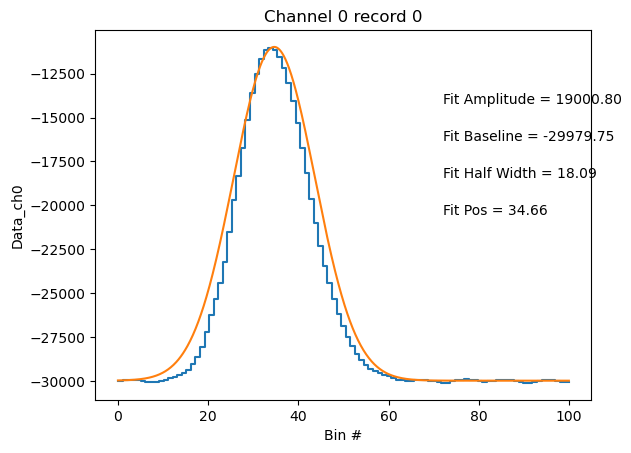 Channel 0 record 0
−12500
−15000
−17500
−20000
−22500
−25000
−27500
−30000
Data_ch0
Fit Amplitude = 19000.80
Fit Baseline = -29979.75
Fit Half Width = 18.09
Fit Pos = 34.66
0 20 40 60 80 100
Bin #